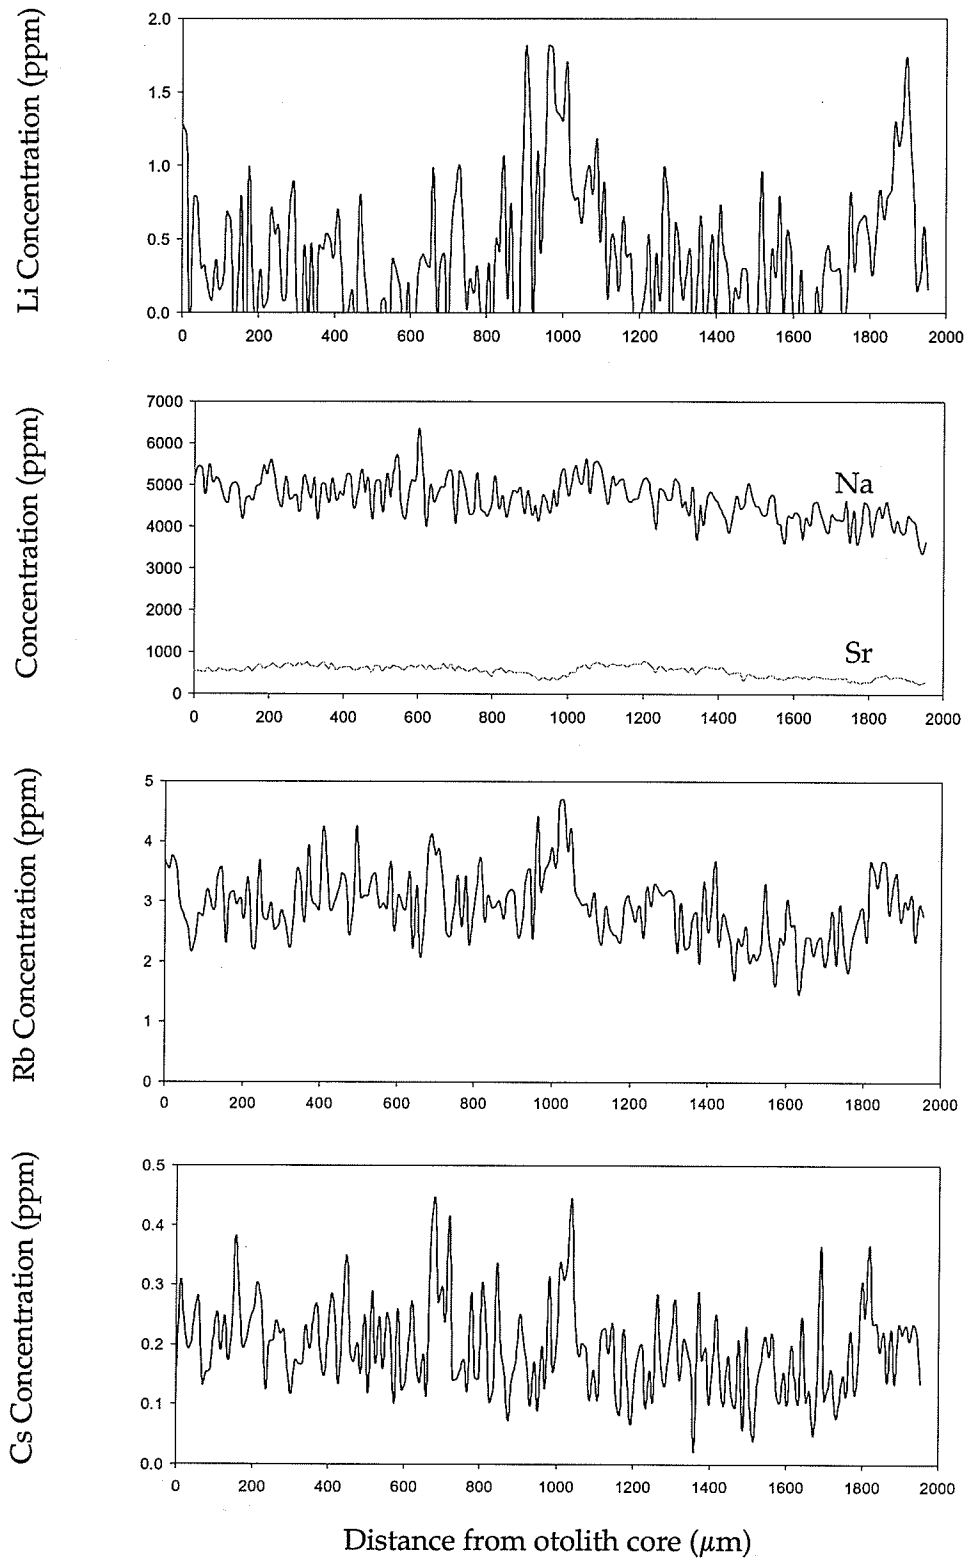 Li Concentration (ppm)
2.0
1.5
1.0
0.5
0.0
0 200 400 600 800 1000 1200 1400 1600 1800 2000
Concentration (ppm)
7000
6000
5000
4000
3000
2000
1000
0
Na
Sr
0 200 400 600 800 1000 1200 1400 1600 1800 2000
Rb Concentration (ppm)
5
4
3
2
1
0
0 200 400 600 800 1000 1200 1400 1600 1800 2000
Cs Concentration (ppm)
0.5
0.4
0.3
0.2
0.1
0.0
0 200 400 600 800 1000 1200 1400 1600 1800 2000
Distance from otolith core (μm)